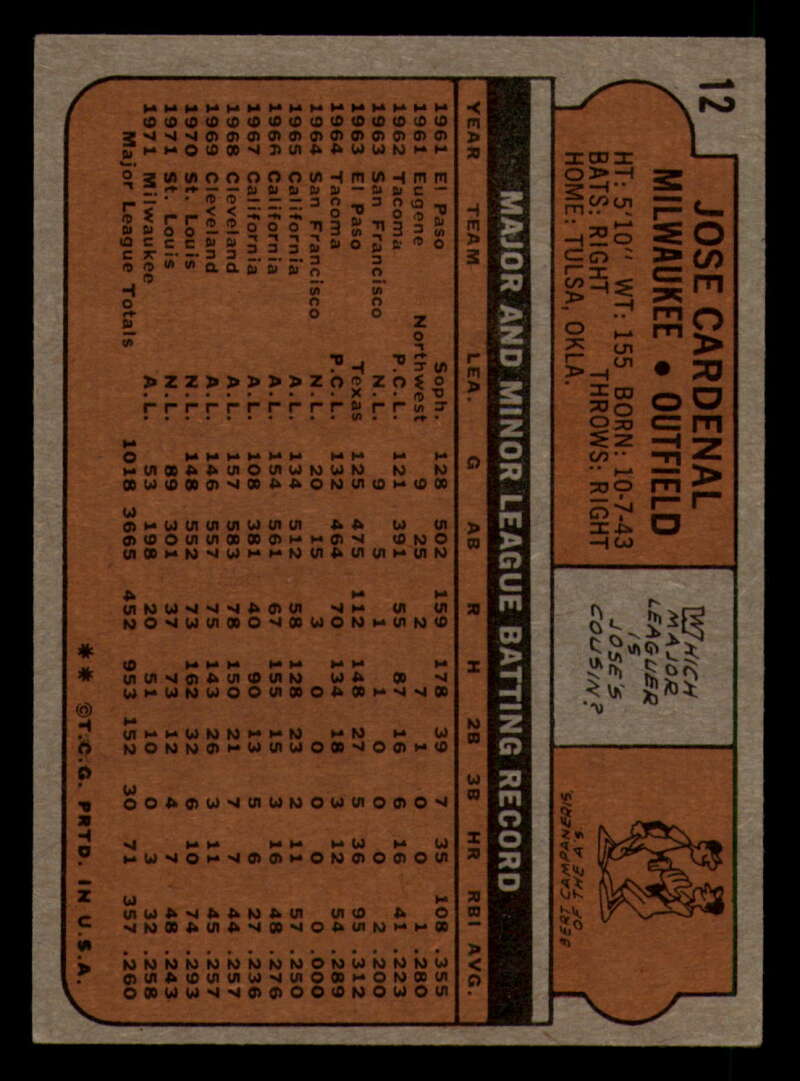 12
JOSE CARDENAL
MILWAUKEE • OUTFIELD
HT: 5'10" WT: 155 BORN: 10-7-43
BATS: RIGHT THROWS: RIGHT
HOME: TULSA, OKLA.
WHICH
MAJOR
LEAGUER
IS
JOSE'S
COUSIN?
BERT CAMPANERIS
OF THE A'S.
MAJOR AND MINOR LEAGUE BATTING RECORD
YEAR TEAM LEA. G AB R H 2B 3B HR RBI AVG.
1961 El Paso Soph. 128 502 159 178 39 7 35 108 .355
1961 Eugene Northwest 9 25 2 7 1 0 0 1 .280
1962 Tacoma P.C.L. 121 391 55 87 16 6 16 41 .223
1963 San Francisco N.L. 9 5 1 1 0 0 0 2 .200
1963 El Paso Texas 125 475 112 148 27 5 36 95 .312
1964 Tacoma P.C.L. 132 464 70 134 18 3 12 54 .289
1964 San Francisco N.L. 20 15 3 0 0 0 0 0 .000
1965 California A.L. 134 512 58 128 23 2 11 57 .250
1966 California A.L. 154 561 67 155 15 3 16 48 .276
1967 California A.L. 108 381 40 90 13 5 6 27 .236
1968 Cleveland A.L. 157 583 78 150 21 7 7 44 .257
1969 Cleveland A.L. 146 557 75 143 26 3 11 45 .257
1970 St. Louis N.L. 148 552 73 162 32 6 10 74 .293
1971 St. Louis N.L. 89 301 37 73 12 4 7 48 .243
1971 Milwaukee A.L. 53 198 20 51 10 0 3 32 .258
Major League Totals 1018 3665 452 953 152 30 71 357 .260
** ©T.C.G. PRTD. IN U.S.A.